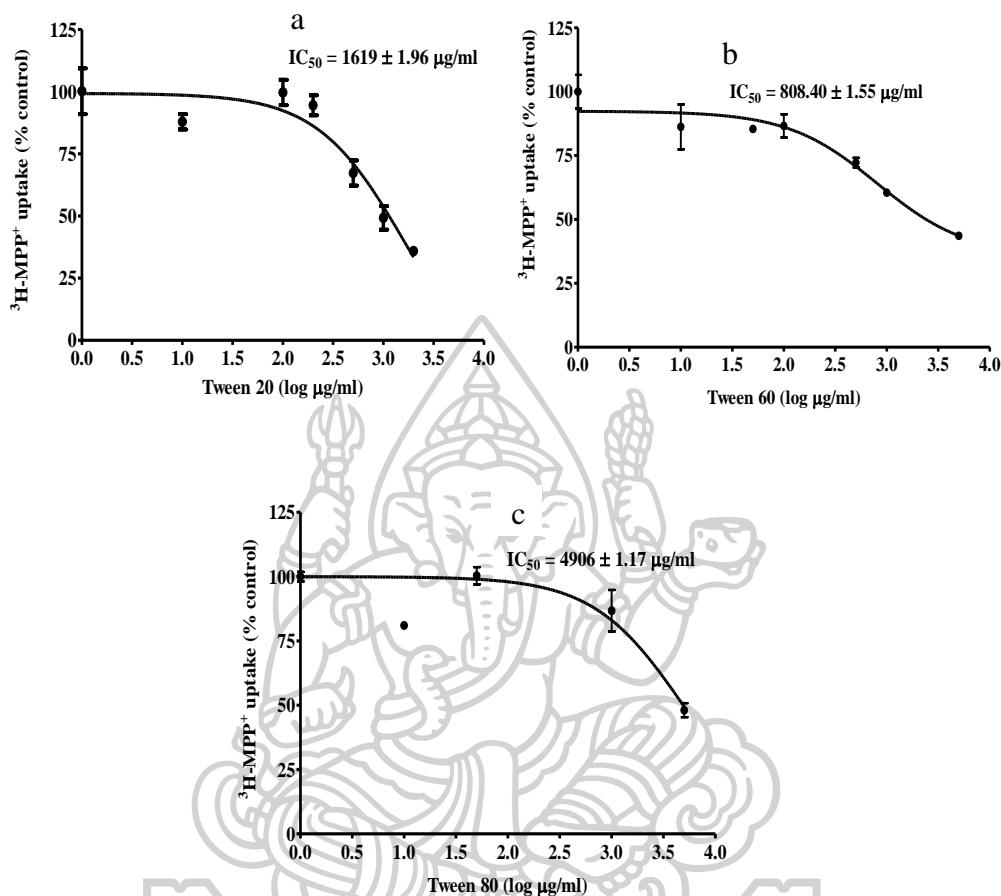 a
IC₅₀ = 1619 ± 1.96 µg/ml
³H-MPP⁺ uptake (% control)
125
100
75
50
25
0
0.0 0.5 1.0 1.5 2.0 2.5 3.0 3.5 4.0
Tween 20 (log µg/ml)
b
IC₅₀ = 808.40 ± 1.55 µg/ml
³H-MPP⁺ uptake (% control)
125
100
75
50
25
0
0.0 0.5 1.0 1.5 2.0 2.5 3.0 3.5 4.0
Tween 60 (log µg/ml)
c
IC₅₀ = 4906 ± 1.17 µg/ml
³H-MPP⁺ uptake (% control)
125
100
75
50
25
0
0.0 0.5 1.0 1.5 2.0 2.5 3.0 3.5 4.0
Tween 80 (log µg/ml)